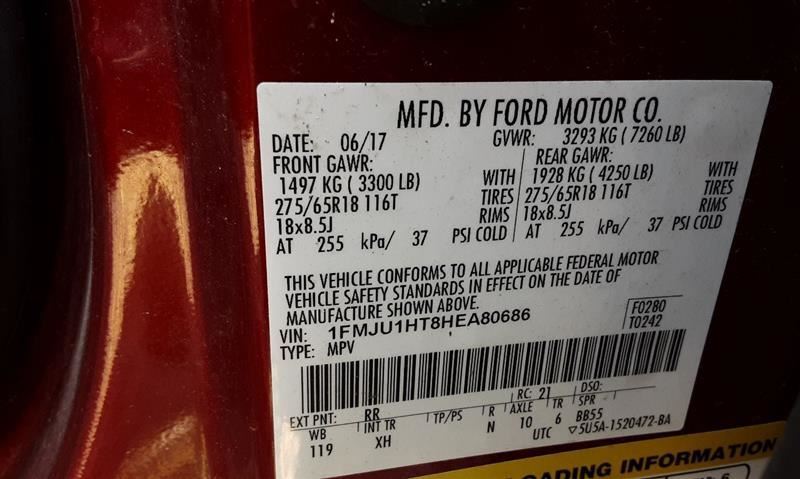 MFD. BY FORD MOTOR CO.
DATE: 06/17 GVWR: 3293 KG ( 7260 LB)
FRONT GAWR: REAR GAWR:
1497 KG ( 3300 LB) WITH 1928 KG ( 4250 LB) WITH
275/65R18 116T TIRES 275/65R18 116T TIRES
18x8.5J RIMS 18x8.5J RIMS
AT 255 kPa/ 37 PSI COLD AT 255 kPa/ 37 PSI COLD
THIS VEHICLE CONFORMS TO ALL APPLICABLE FEDERAL MOTOR
VEHICLE SAFETY STANDARDS IN EFFECT ON THE DATE OF
MANUFACTURE SHOWN ABOVE.
VIN: 1FMJU1HT8HEA80686 F0280
TYPE: MPV T0242
EXT PNT: RR RC: 21 DSO:
WB INT TR TP/PS R AXLE TR SPR
119 XH N 10 6 BB55
UTC ▽5U5A-1520472-BA
LOADING INFORMATION